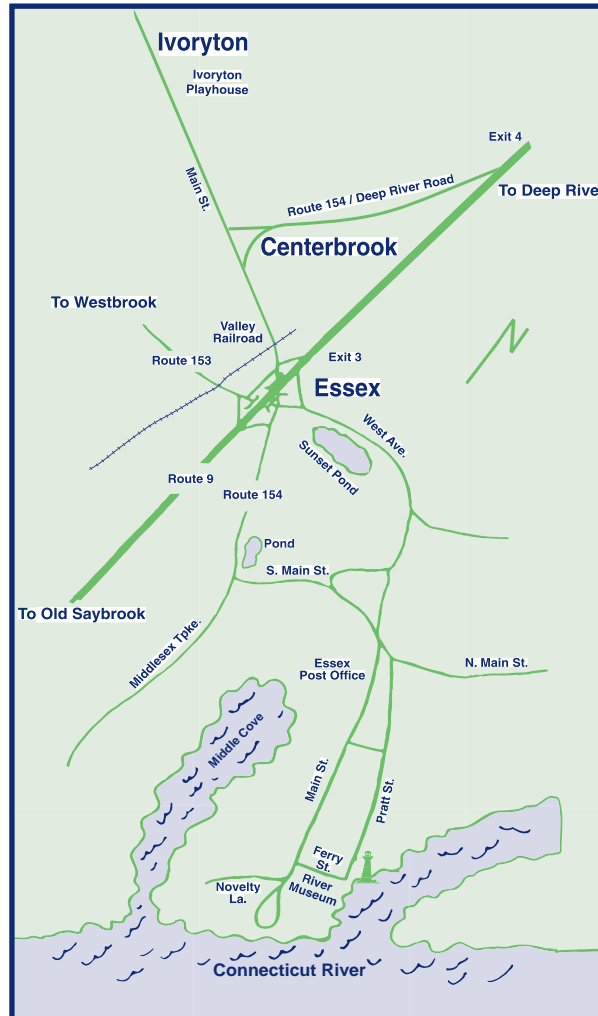 Ivoryton
Ivoryton
Playhouse
Exit 4
Main St.
Route 154 / Deep River Road
To Deep Rive
Centerbrook
To Westbrook
Valley
Railroad
Route 153
Exit 3
Essex
West Ave.
Sunset Pond
Route 9
Route 154
Pond
S. Main St.
To Old Saybrook
Middlesex Tpke.
Essex
Post Office
N. Main St.
Middle Cove
Main St.
Pratt St.
Ferry
St.
River
Museum
Novelty
La.
Connecticut River
N